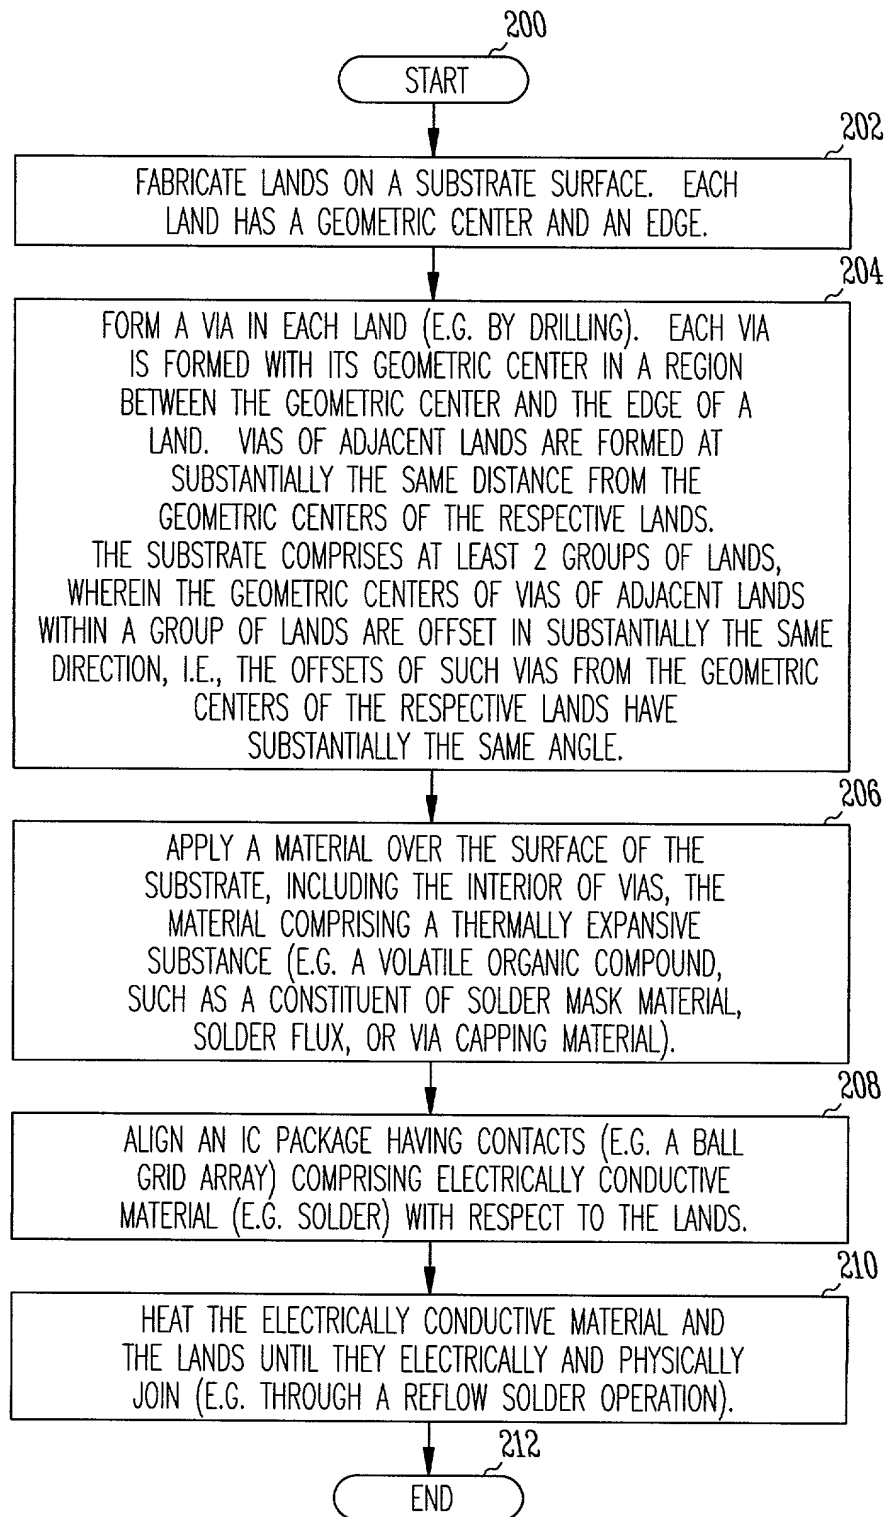 200
START
202
FABRICATE LANDS ON A SUBSTRATE SURFACE. EACH
LAND HAS A GEOMETRIC CENTER AND AN EDGE.
204
FORM A VIA IN EACH LAND (E.G. BY DRILLING). EACH VIA
IS FORMED WITH ITS GEOMETRIC CENTER IN A REGION
BETWEEN THE GEOMETRIC CENTER AND THE EDGE OF A
LAND. VIAS OF ADJACENT LANDS ARE FORMED AT
SUBSTANTIALLY THE SAME DISTANCE FROM THE
GEOMETRIC CENTERS OF THE RESPECTIVE LANDS.
THE SUBSTRATE COMPRISES AT LEAST 2 GROUPS OF LANDS,
WHEREIN THE GEOMETRIC CENTERS OF VIAS OF ADJACENT LANDS
WITHIN A GROUP OF LANDS ARE OFFSET IN SUBSTANTIALLY THE SAME
DIRECTION, I.E., THE OFFSETS OF SUCH VIAS FROM THE GEOMETRIC
CENTERS OF THE RESPECTIVE LANDS HAVE
SUBSTANTIALLY THE SAME ANGLE.
206
APPLY A MATERIAL OVER THE SURFACE OF THE
SUBSTRATE, INCLUDING THE INTERIOR OF VIAS, THE
MATERIAL COMPRISING A THERMALLY EXPANSIVE
SUBSTANCE (E.G. A VOLATILE ORGANIC COMPOUND,
SUCH AS A CONSTITUENT OF SOLDER MASK MATERIAL,
SOLDER FLUX, OR VIA CAPPING MATERIAL).
208
ALIGN AN IC PACKAGE HAVING CONTACTS (E.G. A BALL
GRID ARRAY) COMPRISING ELECTRICALLY CONDUCTIVE
MATERIAL (E.G. SOLDER) WITH RESPECT TO THE LANDS.
210
HEAT THE ELECTRICALLY CONDUCTIVE MATERIAL AND
THE LANDS UNTIL THEY ELECTRICALLY AND PHYSICALLY
JOIN (E.G. THROUGH A REFLOW SOLDER OPERATION).
212
END